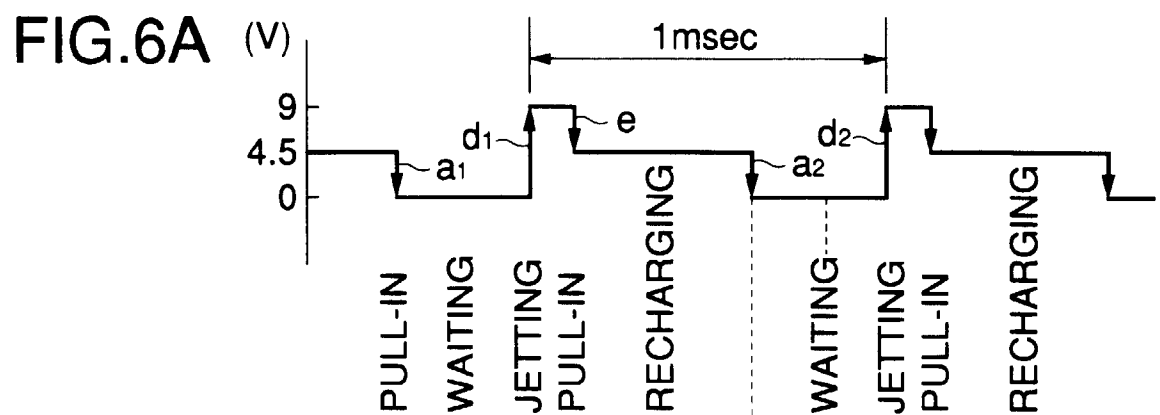 FIG.6A (V)
1msec
9
4.5
0
a1
d1
e
a2
d2
PULL-IN
WAITING
JETTING
PULL-IN
RECHARGING
WAITING
JETTING
PULL-IN
RECHARGING